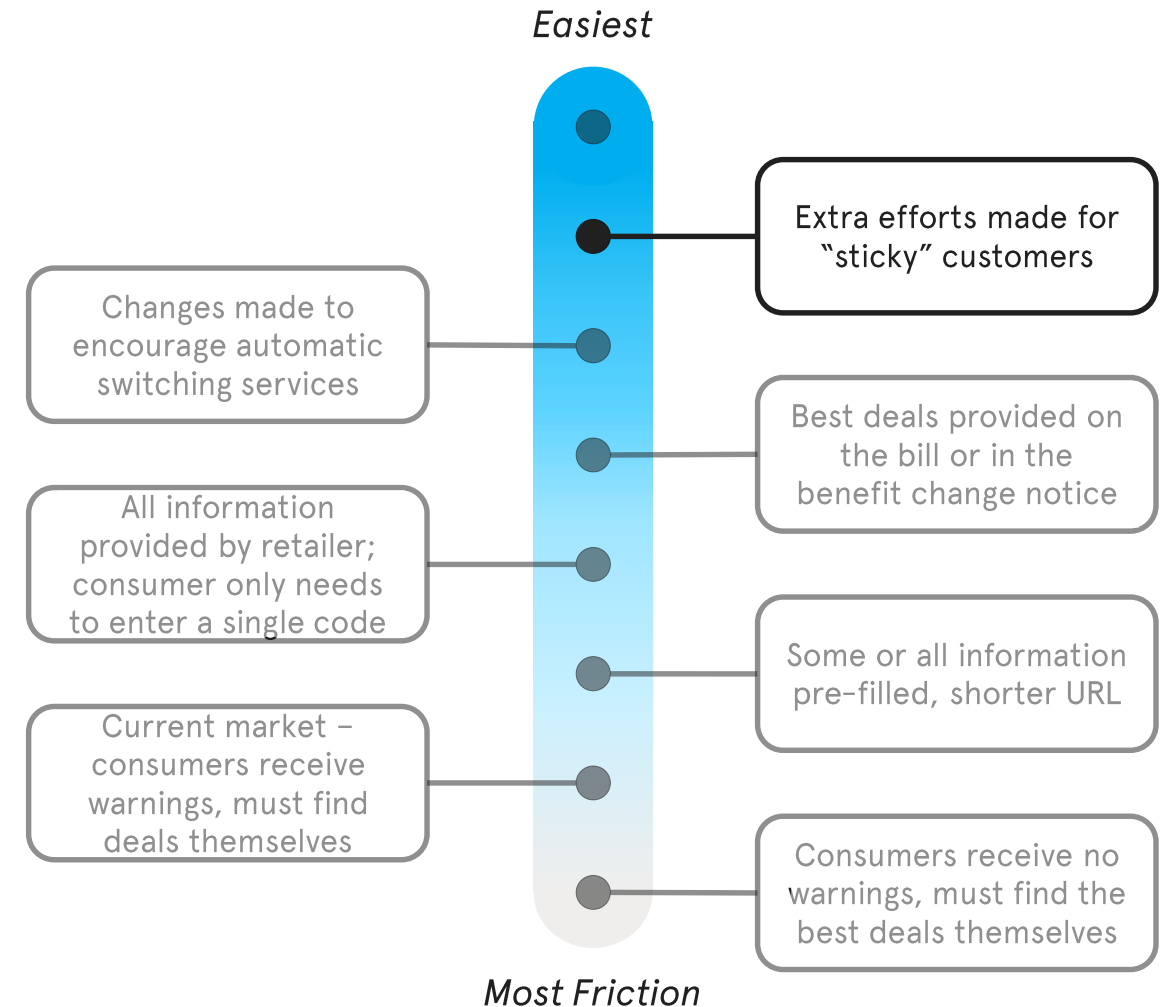 Easiest
Extra efforts made for
“sticky” customers
Changes made to
encourage automatic
switching services
Best deals provided on
the bill or in the
benefit change notice
All information
provided by retailer;
consumer only needs
to enter a single code
Some or all information
pre-filled, shorter URL
Current market –
consumers receive
warnings, must find
deals themselves
Consumers receive no
warnings, must find the
best deals themselves
Most Friction